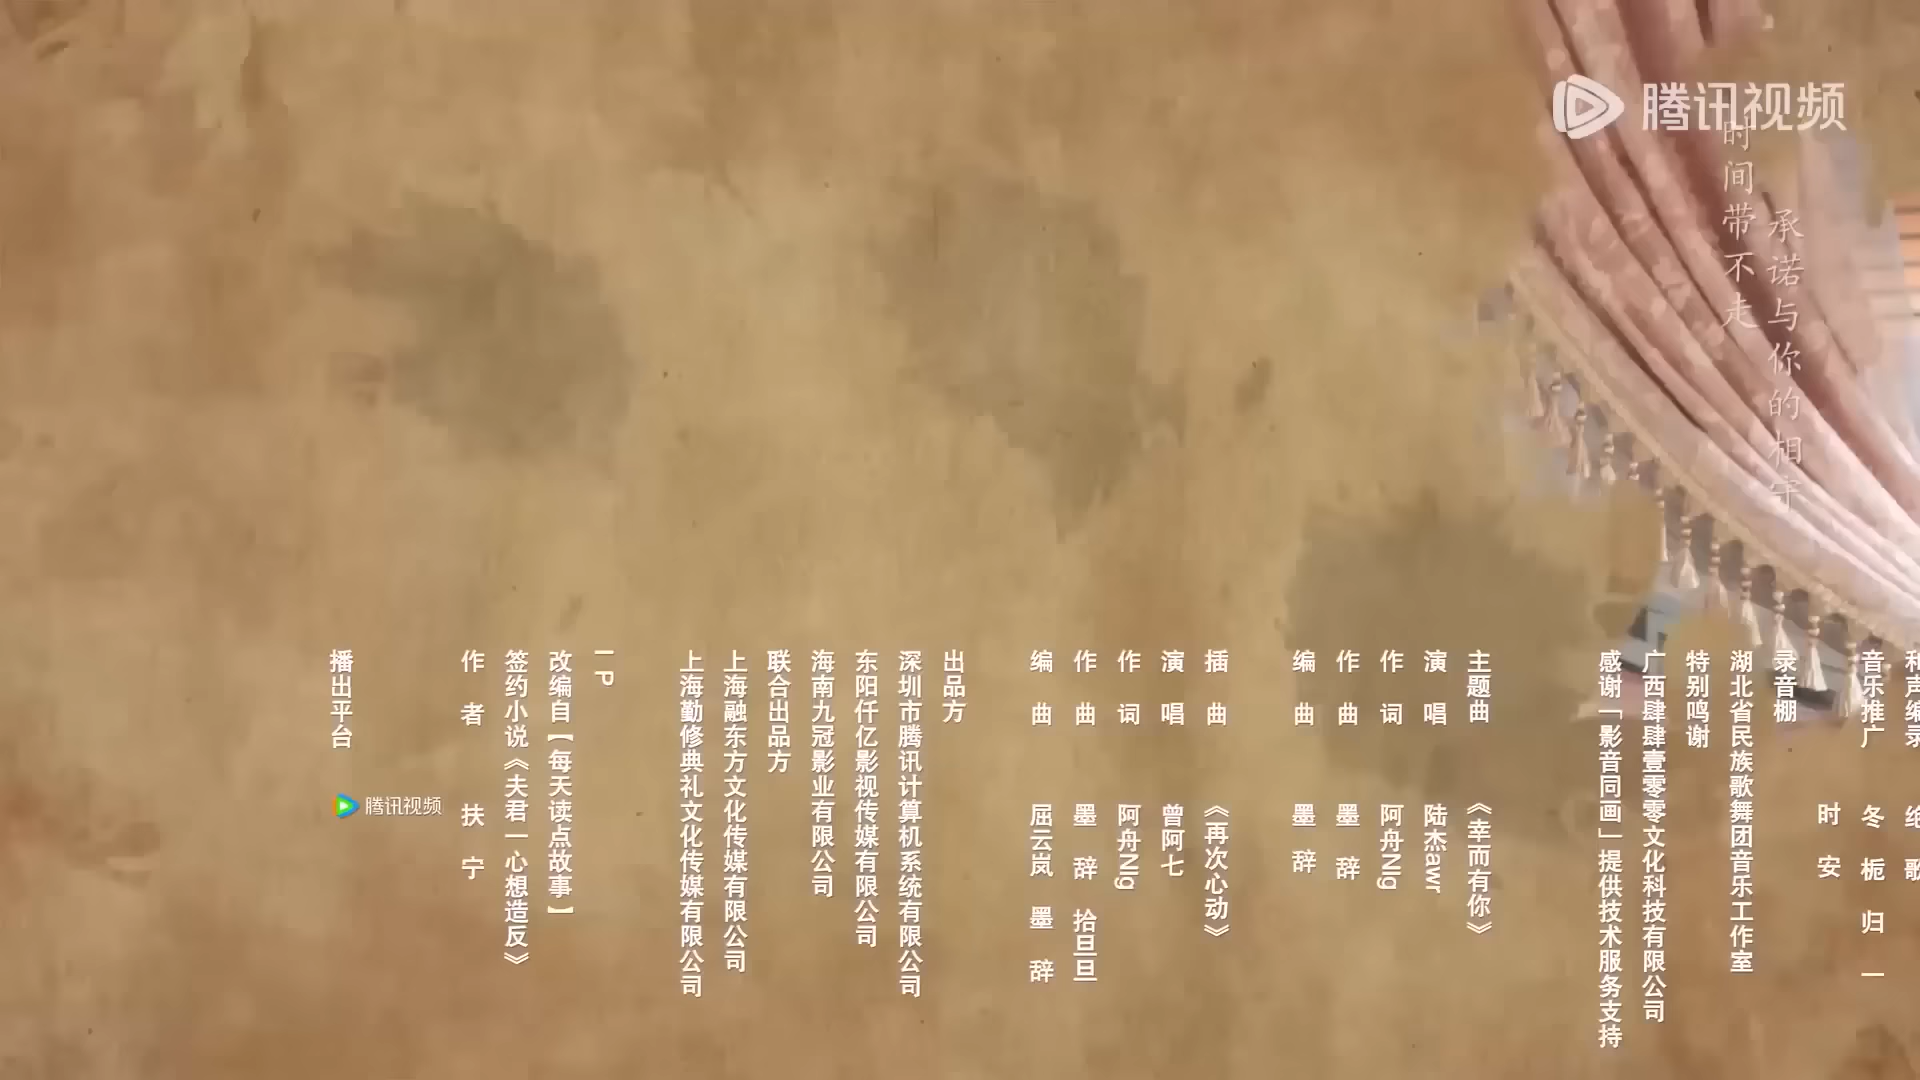 腾讯视频
时间带不走
承诺与你的相守
和声编录
音乐推广 冬栀 归一
时安
录音棚
湖北省民族歌舞团音乐工作室
特别鸣谢
广西肆肆壹零零文化科技有限公司
感谢「影音同画」提供技术服务支持
主题曲 《幸而有你》
演唱 陆杰awr
作词 阿舟Nlg
作曲 墨辞
编曲 墨辞
插曲 《再次心动》
演唱 曾阿七
作词 阿舟Nlg
作曲 墨辞 拾旦旦
编曲 屈云岚 墨辞
出品方
深圳市腾讯计算机系统有限公司
东阳仟亿影视传媒有限公司
海南九冠影业有限公司
联合出品方
上海融东方文化传媒有限公司
上海勤修典礼文化传媒有限公司
IP
改编自【每天读点故事】
签约小说《夫君一心想造反》
作者 扶宁
播出平台 腾讯视频